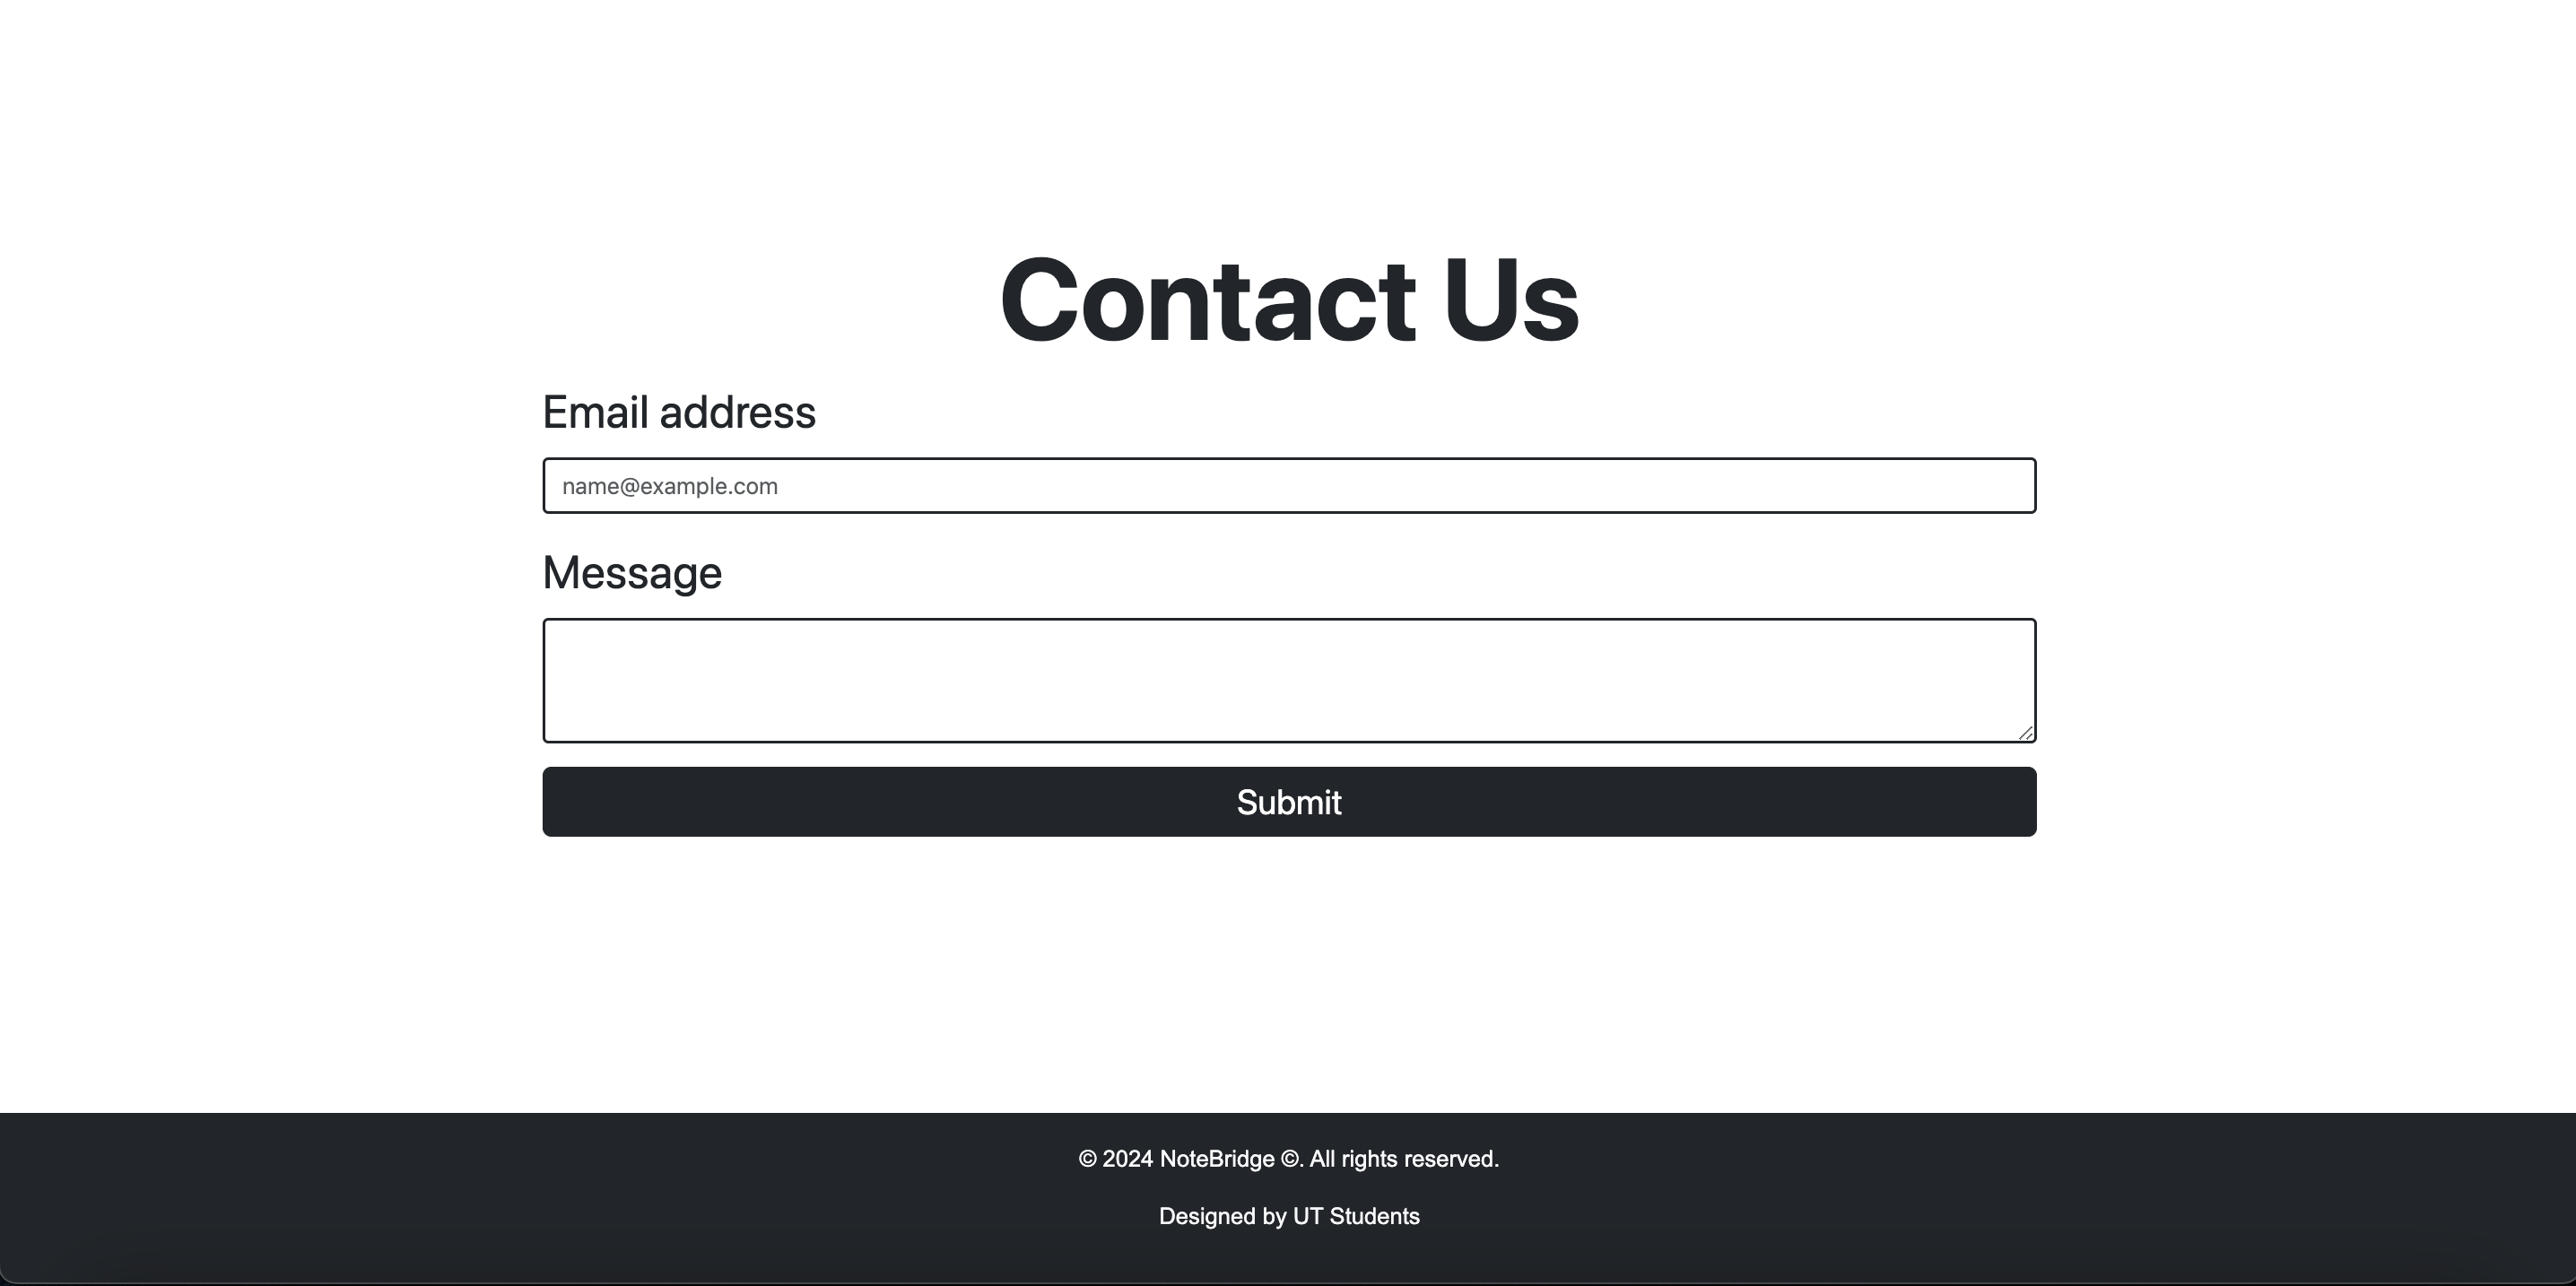 Contact Us
Email address
name@example.com
Message
Submit
© 2024 NoteBridge ©. All rights reserved.
Designed by UT Students